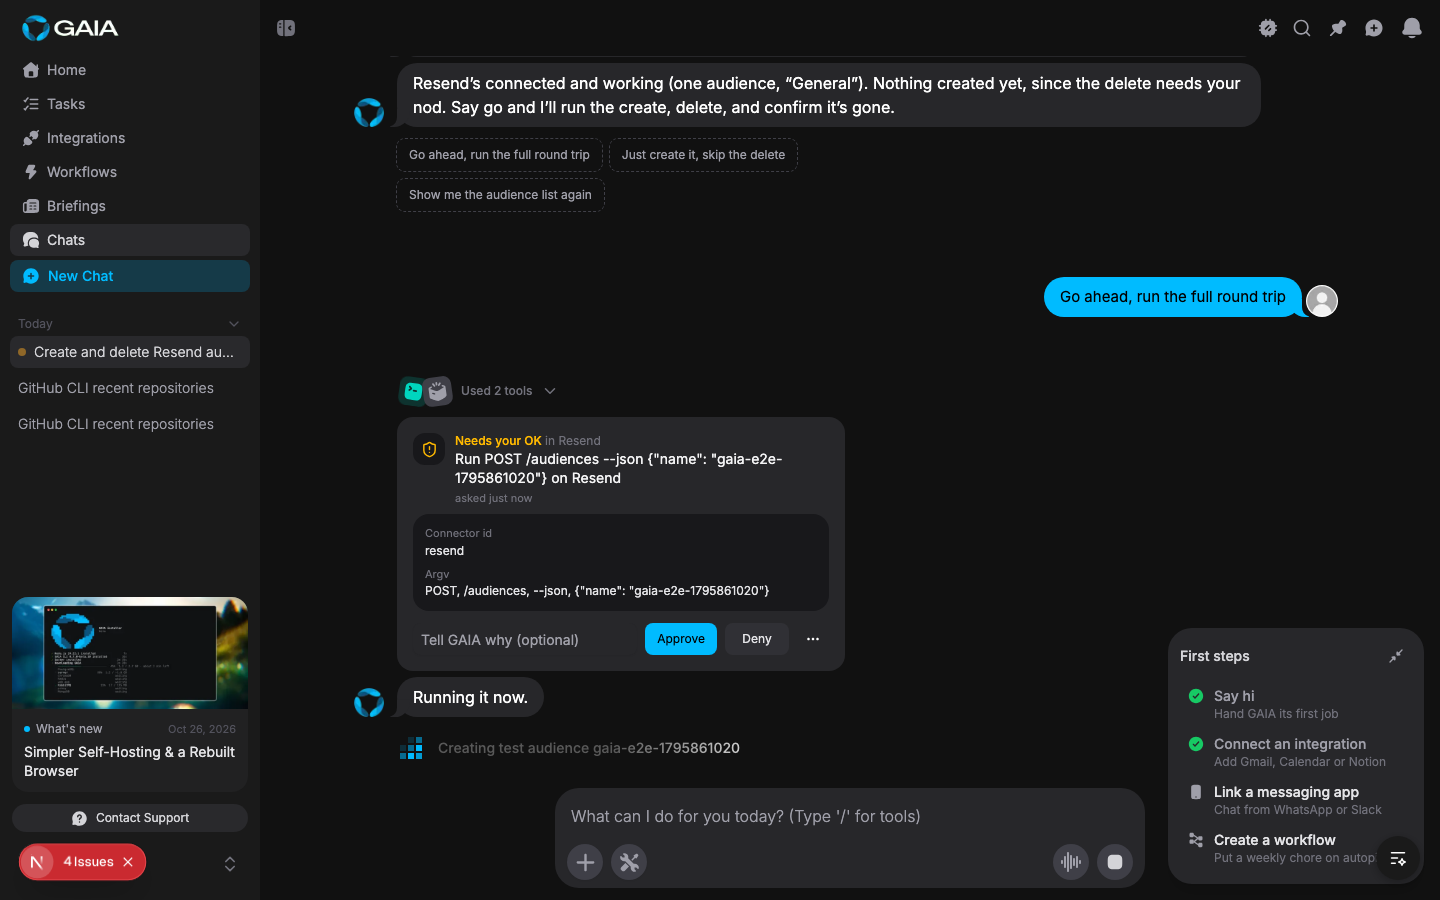 GAIA
Home
Tasks
Integrations
Workflows
Briefings
Chats
New Chat
Today
Create and delete Resend au...
GitHub CLI recent repositories
GitHub CLI recent repositories
What's new
Oct 26, 2026
Simpler Self-Hosting & a Rebuilt
Browser
Contact Support
N
4 Issues
Resend’s connected and working (one audience, “General”). Nothing created yet, since the delete needs your
nod. Say go and I’ll run the create, delete, and confirm it’s gone.
Go ahead, run the full round trip
Just create it, skip the delete
Show me the audience list again
Go ahead, run the full round trip
Used 2 tools
Needs your OK in Resend
Run POST /audiences --json {"name": "gaia-e2e-
1795861020"} on Resend
asked just now
Connector id
resend
Argv
POST, /audiences, --json, {"name": "gaia-e2e-1795861020"}
Tell GAIA why (optional)
Approve
Deny
Running it now.
Creating test audience gaia-e2e-1795861020
What can I do for you today? (Type '/' for tools)
First steps
Say hi
Hand GAIA its first job
Connect an integration
Add Gmail, Calendar or Notion
Link a messaging app
Chat from WhatsApp or Slack
Create a workflow
Put a weekly chore on autop